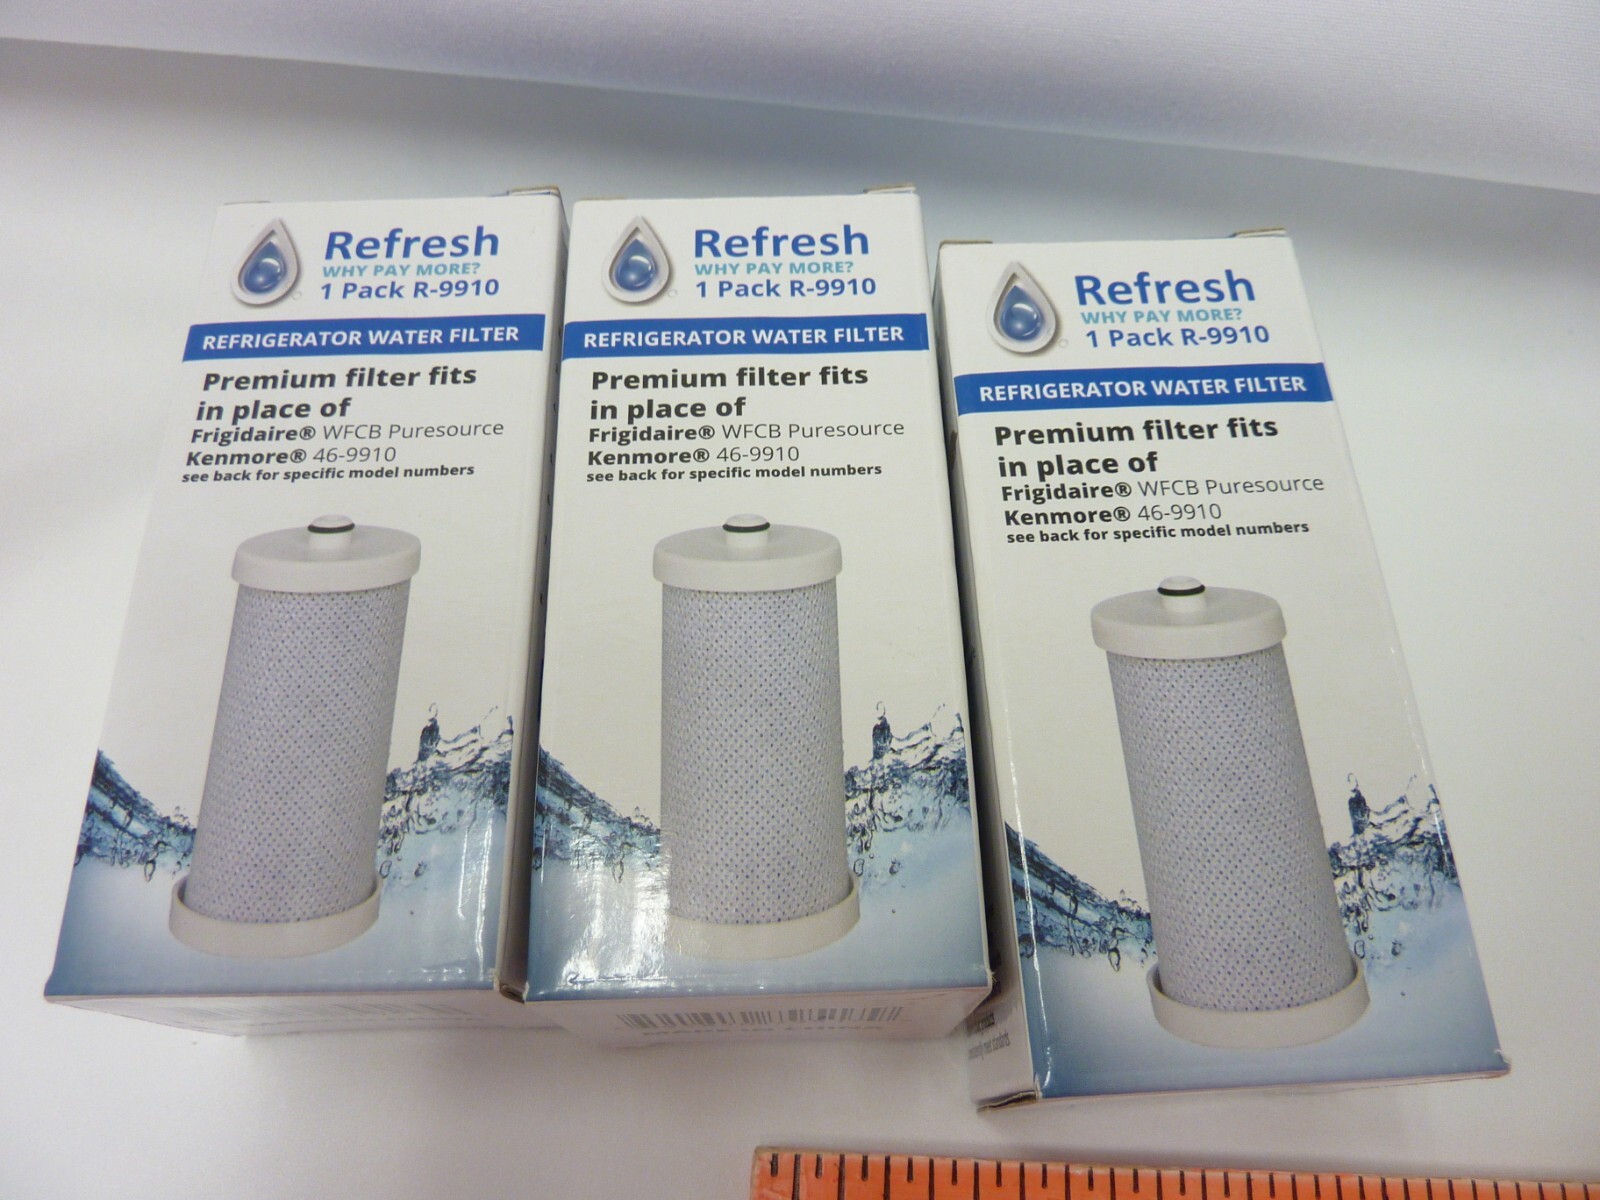 Refresh
WHY PAY MORE?
1 Pack R-9910
REFRIGERATOR WATER FILTER
Premium filter fits
in place of
Frigidaire® WFCB Puresource
Kenmore® 46-9910
see back for specific model numbers
Refresh
WHY PAY MORE?
1 Pack R-9910
REFRIGERATOR WATER FILTER
Premium filter fits
in place of
Frigidaire® WFCB Puresource
Kenmore® 46-9910
see back for specific model numbers
MADE IN CHINA
Refresh
WHY PAY MORE?
1 Pack R-9910
REFRIGERATOR WATER FILTER
Premium filter fits
in place of
Frigidaire® WFCB Puresource
Kenmore® 46-9910
see back for specific model numbers